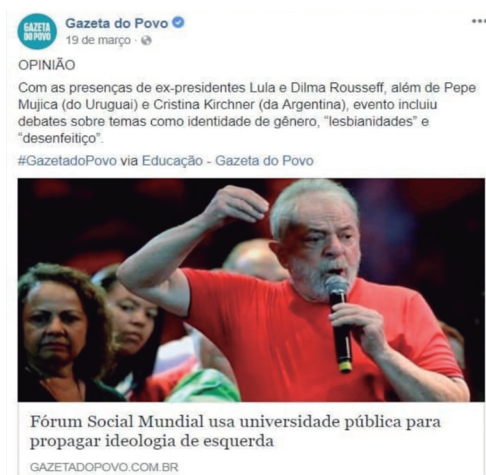 GAZETA
DO POVO
Gazeta do Povo
19 de março ·
OPINIÃO
Com as presenças de ex-presidentes Lula e Dilma Rousseff, além de Pepe
Mujica (do Uruguai) e Cristina Kirchner (da Argentina), evento incluiu
debates sobre temas como identidade de gênero, “lesbianidades” e
“desenfeitiço”.
#GazetadoPovo via Educação - Gazeta do Povo
Fórum Social Mundial usa universidade pública para
propagar ideologia de esquerda
GAZETADOPOVO.COM.BR